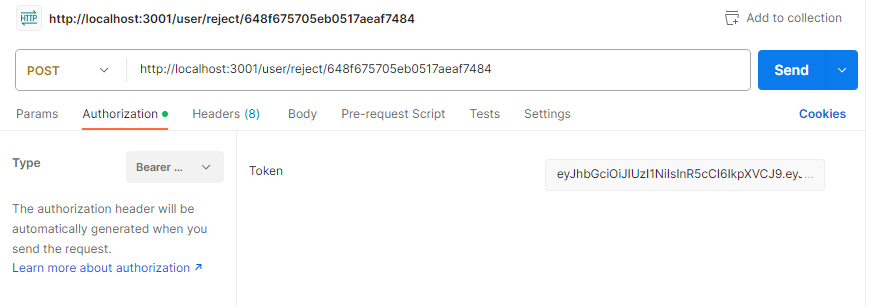 HTTP http://localhost:3001/user/reject/648f675705eb0517aeaf7484 Add to collection
POST http://localhost:3001/user/reject/648f675705eb0517aeaf7484 Send
Params Authorization Headers (8) Body Pre-request Script Tests Settings Cookies
Type Bearer ... Token eyJhbGciOiJIUzI1NiIsInR5cCI6IkpXVCJ9.eyJ...
The authorization header will be
automatically generated when you
send the request.
Learn more about authorization ↗